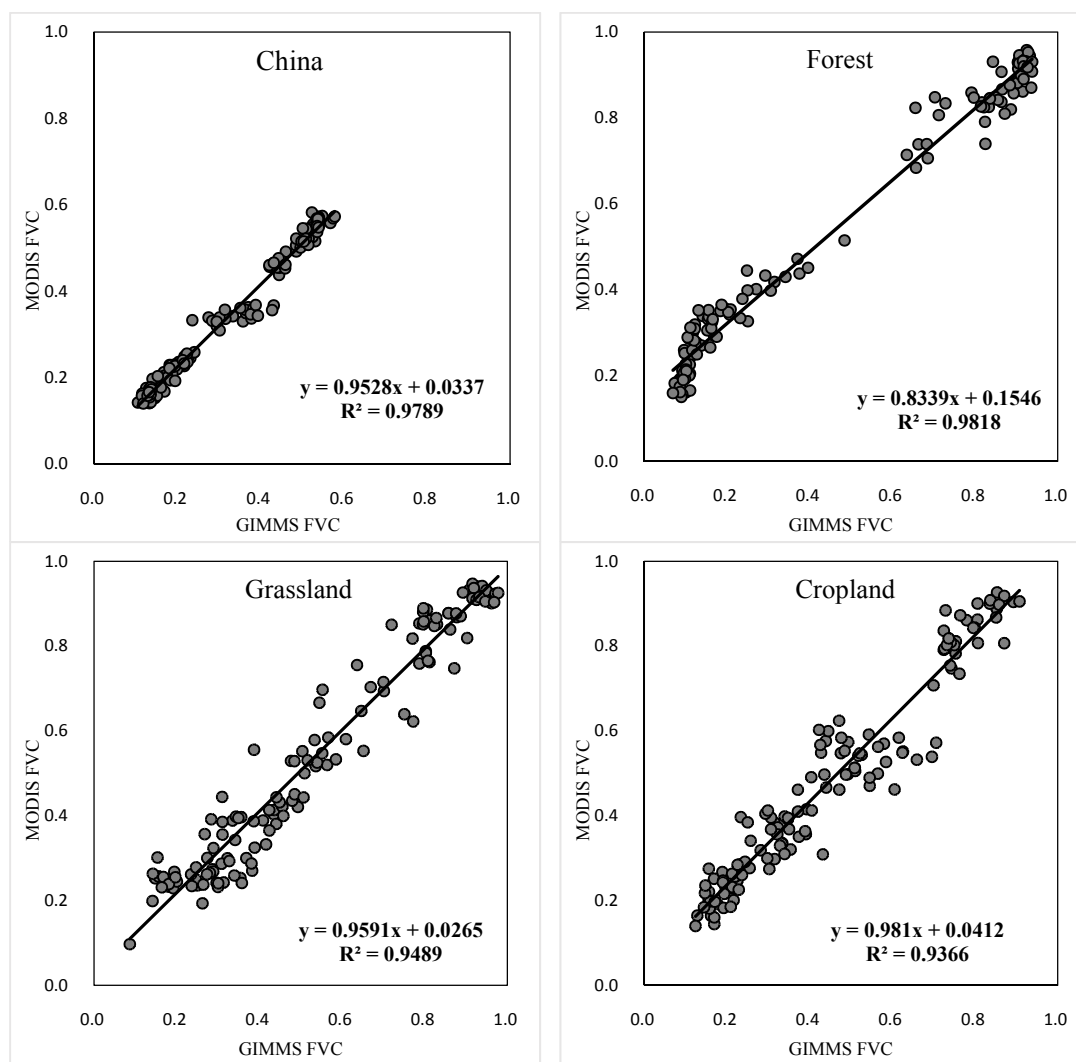 China
MODIS FVC
1.0
0.8
0.6
0.4
0.2
0.0
y = 0.9528x + 0.0337
R² = 0.9789
0.0 0.2 0.4 0.6 0.8 1.0
GIMMS FVC
Forest
MODIS FVC
1.0
0.8
0.6
0.4
0.2
0.0
y = 0.8339x + 0.1546
R² = 0.9818
0.0 0.2 0.4 0.6 0.8 1.0
GIMMS FVC
Grassland
MODIS FVC
1.0
0.8
0.6
0.4
0.2
0.0
y = 0.9591x + 0.0265
R² = 0.9489
0.0 0.2 0.4 0.6 0.8 1.0
GIMMS FVC
Cropland
MODIS FVC
1.0
0.8
0.6
0.4
0.2
0.0
y = 0.981x + 0.0412
R² = 0.9366
0.0 0.2 0.4 0.6 0.8 1.0
GIMMS FVC